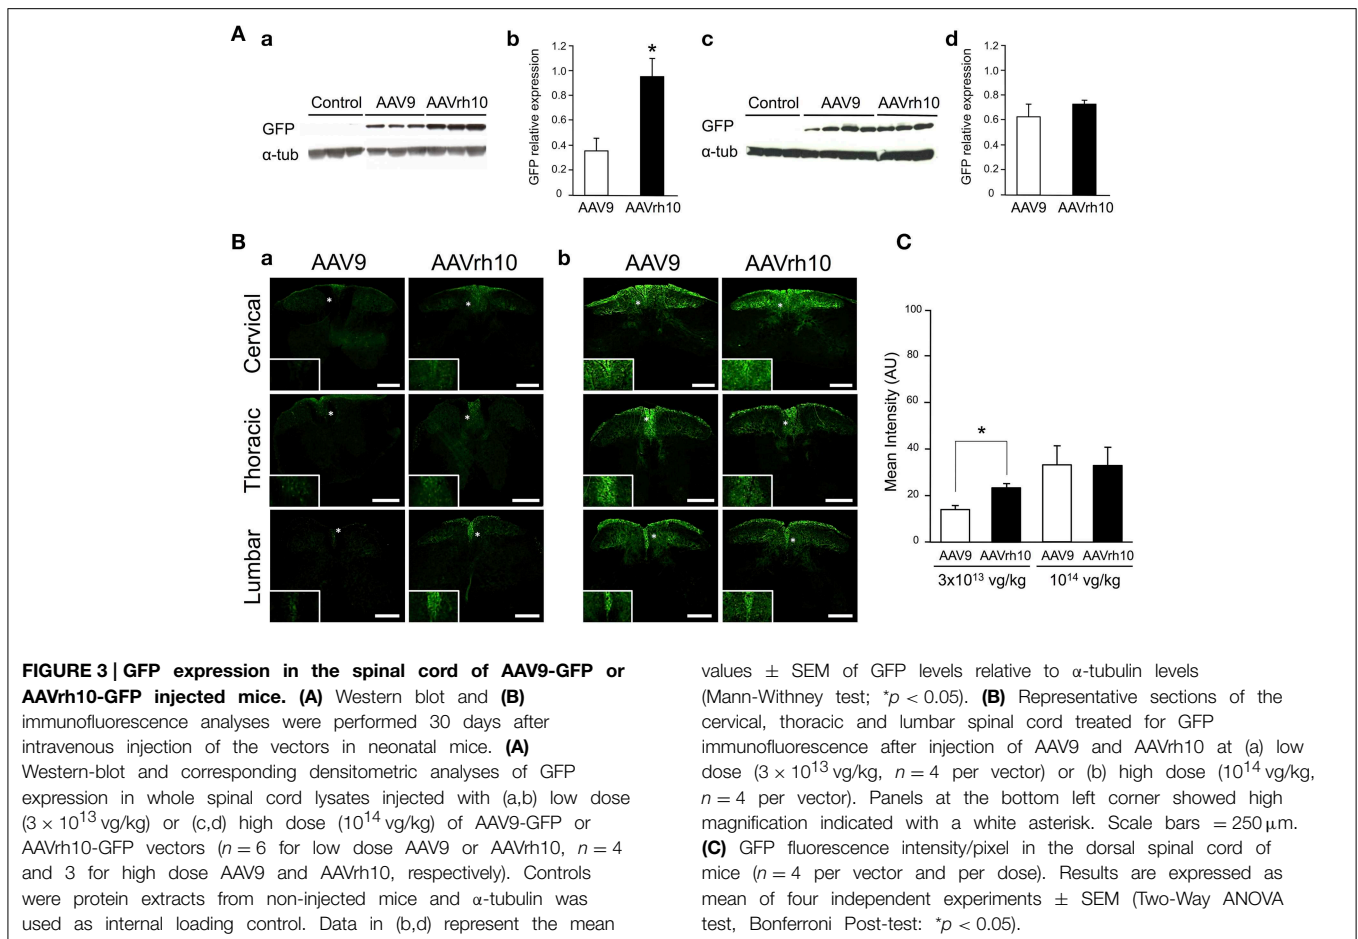 A
a
Control AAV9 AAVrh10
GFP
α-tub
b
GFP relative expression
1.2
1.0
0.8
0.6
0.4
0.2
0
*
AAV9 AAVrh10
c
Control AAV9 AAVrh10
GFP
α-tub
d
GFP relative expression
1.2
1.0
0.8
0.6
0.4
0.2
0
AAV9 AAVrh10
B
a
AAV9 AAVrh10
b
AAV9 AAVrh10
Cervical
Thoracic
Lumbar
C
Mean Intensity (AU)
100
80
60
40
20
0
*
AAV9 AAVrh10 AAV9 AAVrh10
3x10¹³ vg/kg 10¹⁴ vg/kg
FIGURE 3 | GFP expression in the spinal cord of AAV9-GFP or
AAVrh10-GFP injected mice. (A) Western blot and (B)
immunofluorescence analyses were performed 30 days after
intravenous injection of the vectors in neonatal mice. (A)
Western-blot and corresponding densitometric analyses of GFP
expression in whole spinal cord lysates injected with (a,b) low dose
(3 × 10¹³ vg/kg) or (c,d) high dose (10¹⁴ vg/kg) of AAV9-GFP or
AAVrh10-GFP vectors (n = 6 for low dose AAV9 or AAVrh10, n = 4
and 3 for high dose AAV9 and AAVrh10, respectively). Controls
were protein extracts from non-injected mice and α-tubulin was
used as internal loading control. Data in (b,d) represent the mean
values ± SEM of GFP levels relative to α-tubulin levels
(Mann-Withney test; *p < 0.05). (B) Representative sections of the
cervical, thoracic and lumbar spinal cord treated for GFP
immunofluorescence after injection of AAV9 and AAVrh10 at (a) low
dose (3 × 10¹³ vg/kg, n = 4 per vector) or (b) high dose (10¹⁴ vg/kg,
n = 4 per vector). Panels at the bottom left corner showed high
magnification indicated with a white asterisk. Scale bars = 250 μm.
(C) GFP fluorescence intensity/pixel in the dorsal spinal cord of
mice (n = 4 per vector and per dose). Results are expressed as
mean of four independent experiments ± SEM (Two-Way ANOVA
test, Bonferroni Post-test: *p < 0.05).